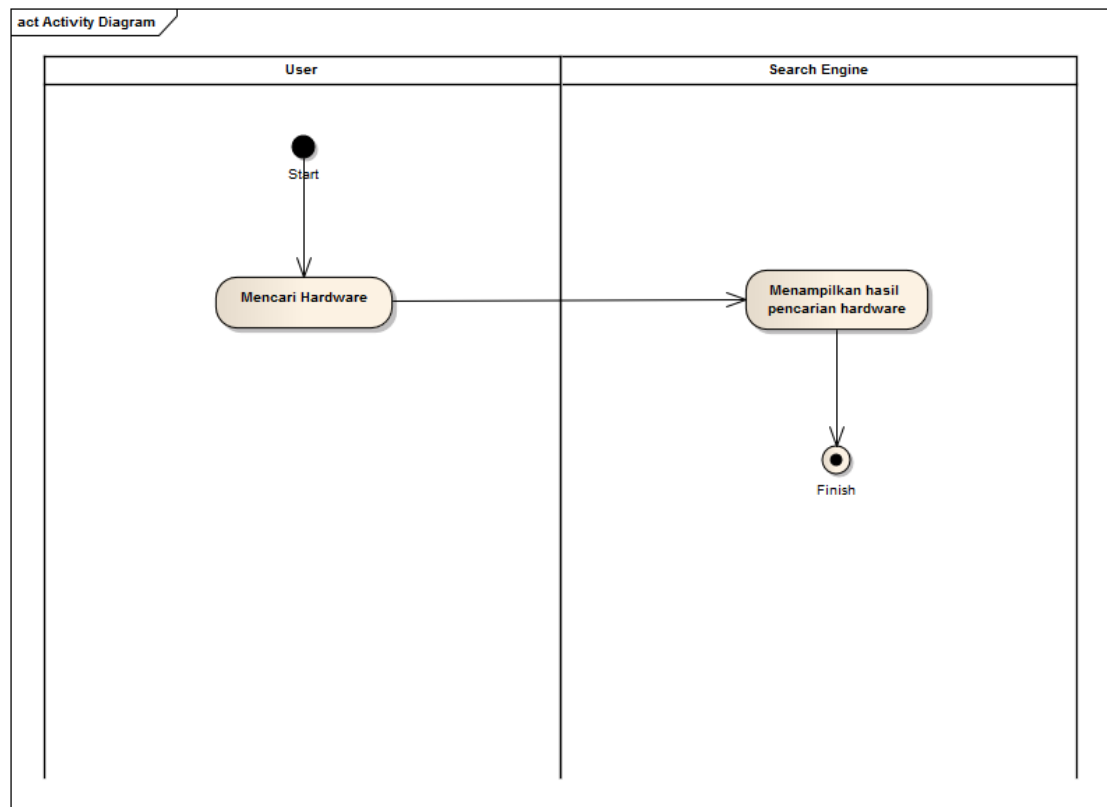 act Activity Diagram
User
Search Engine
Start
Mencari Hardware
Menampilkan hasil
pencarian hardware
Finish